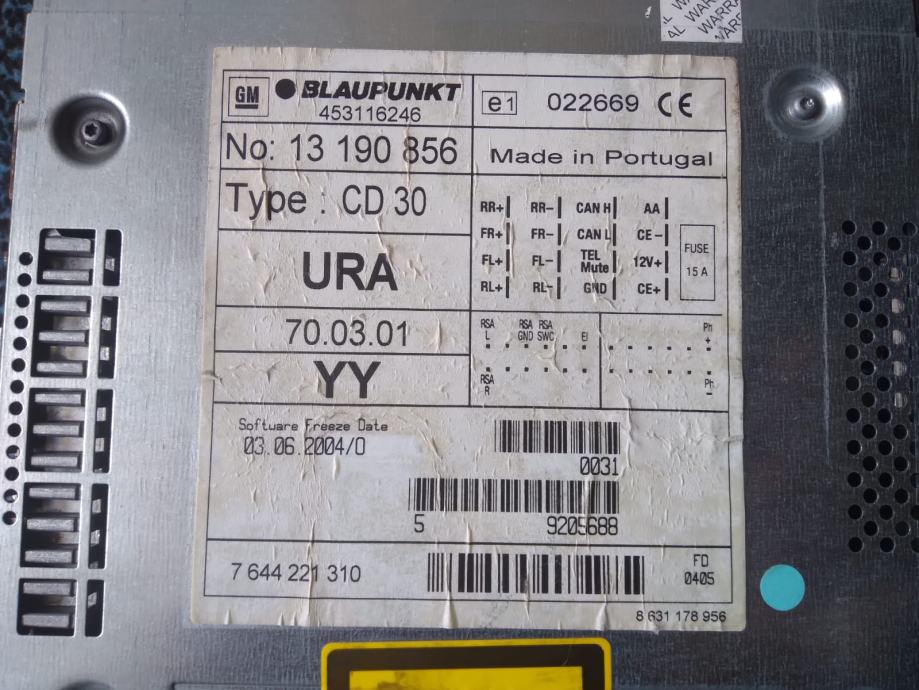 GM BLAUPUNKT
453116246
e1 022669 CE
No: 13 190 856
Made in Portugal
Type : CD 30
RR+ RR- CAN H AA
FR+ FR- CAN L CE-
FL+ FL- TEL Mute 12V+
RL+ RL- GND CE+
FUSE
15 A
URA
70.03.01
YY
RSA L RSA GND RSA SWC EI Ph +
RSA R Ph -
Software Freeze Date
03.06.2004/0
0031
5 9205688
7 644 221 310
FD
0405
8 631 178 956